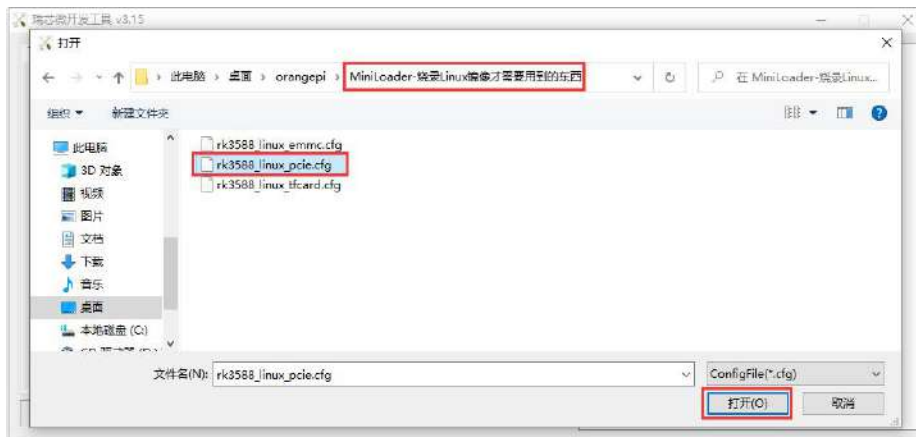 瑞芯微开发工具 v3.15
打开
此电脑 › 桌面 › orangepi › MiniLoader-烧录Linux镜像才需要用到的东西
在 MiniLoader-烧录Linux...
组织 新建文件夹
此电脑
3D 对象
视频
图片
文档
下载
音乐
桌面
本地磁盘 (C:)
rk3588_linux_emmc.cfg
rk3588_linux_pcie.cfg
rk3588_linux_tfcard.cfg
文件名(N): rk3588_linux_pcie.cfg
ConfigFile(*.cfg)
打开(O) 取消